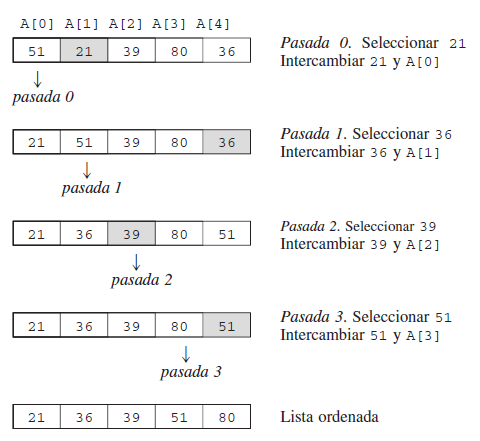 A[0] A[1] A[2] A[3] A[4]
51 21 39 80 36
pasada 0
Pasada 0. Seleccionar 21
Intercambiar 21 y A[0]
21 51 39 80 36
pasada 1
Pasada 1. Seleccionar 36
Intercambiar 36 y A[1]
21 36 39 80 51
pasada 2
Pasada 2. Seleccionar 39
Intercambiar 39 y A[2]
21 36 39 80 51
pasada 3
Pasada 3. Seleccionar 51
Intercambiar 51 y A[3]
21 36 39 51 80
Lista ordenada